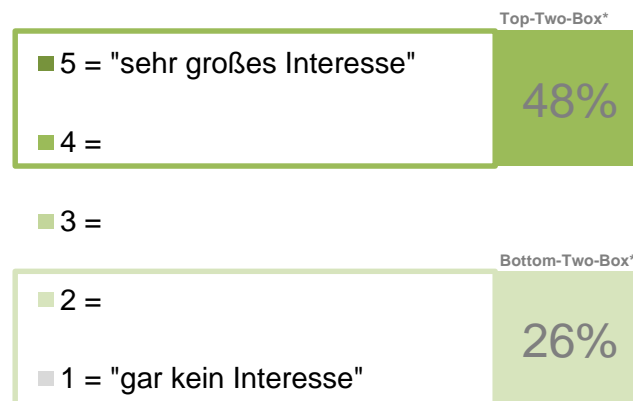 Top-Two-Box*
5 = "sehr großes Interesse"
48%
4 =
3 =
Bottom-Two-Box*
2 =
26%
1 = "gar kein Interesse"